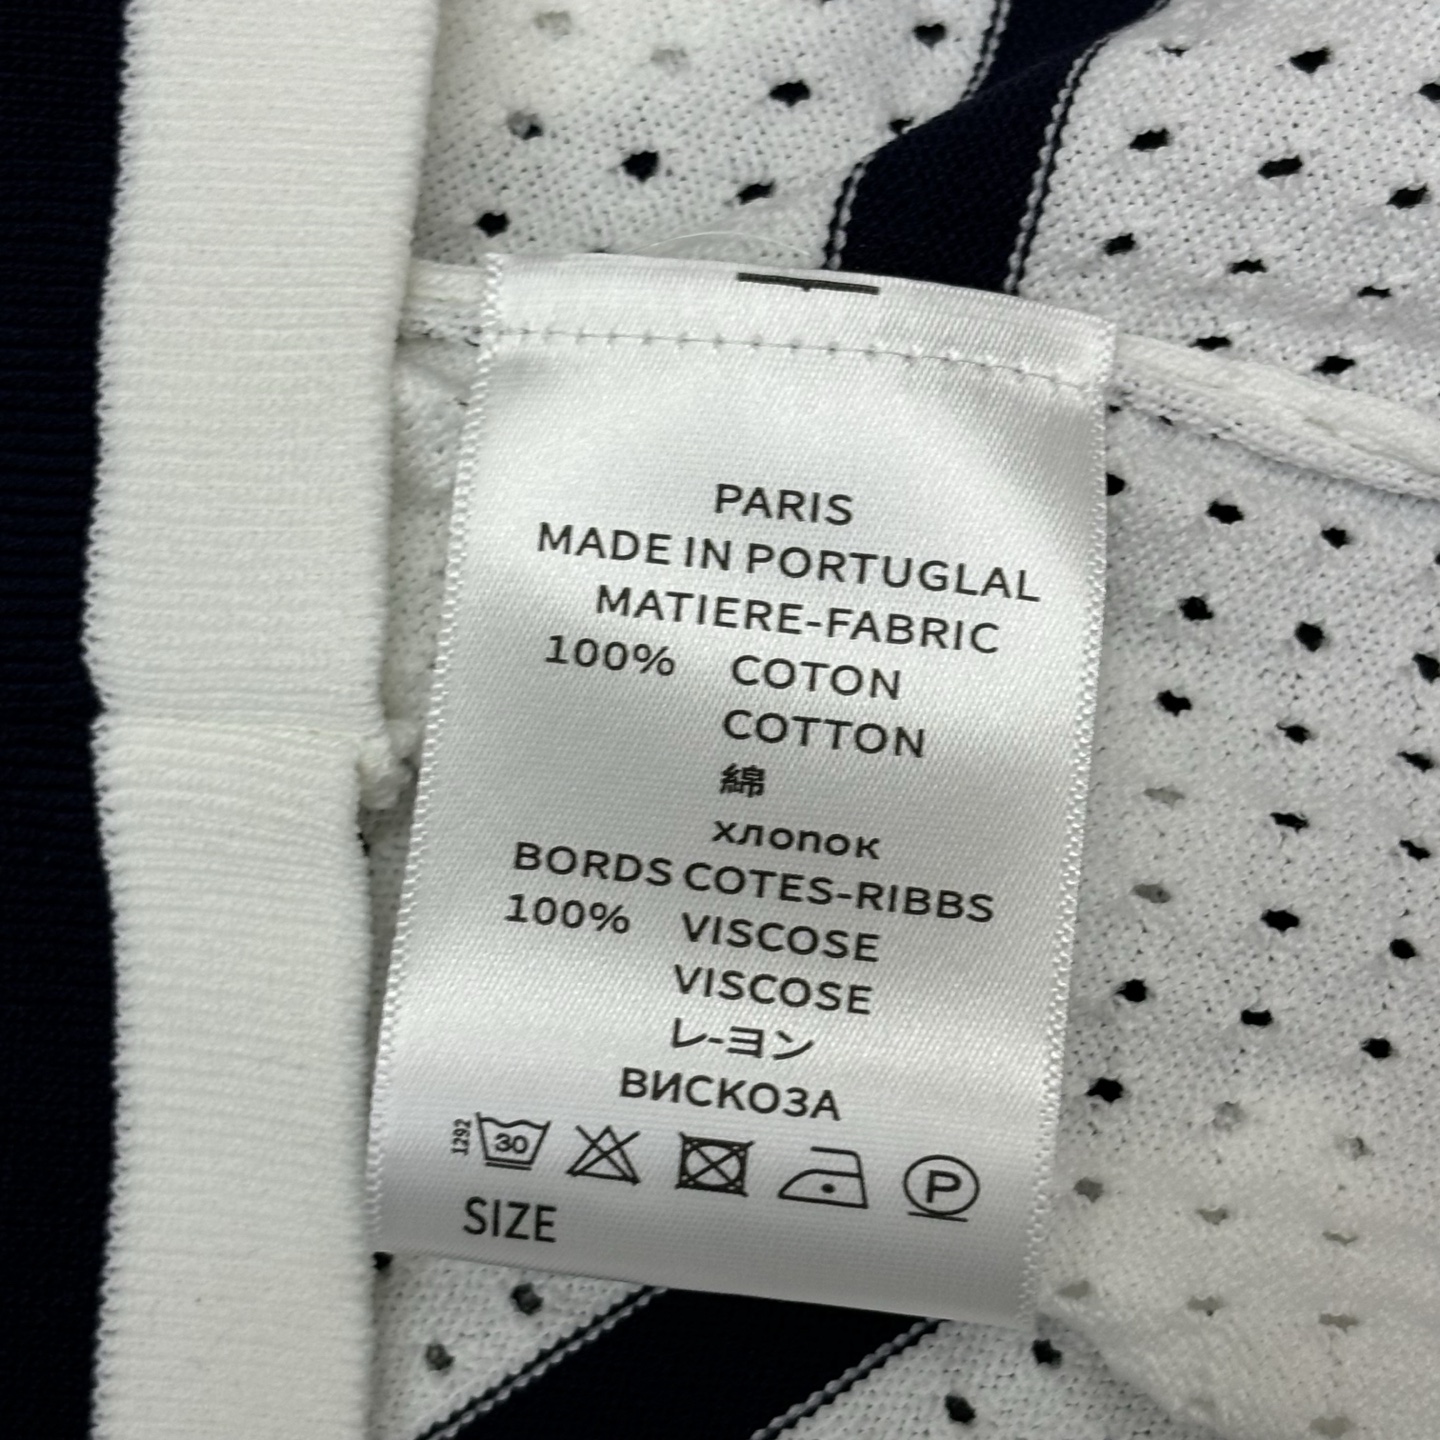 PARIS
MADE IN PORTUGLAL
MATIERE-FABRIC
100% COTON
COTTON
綿
хлопок
BORDS COTES-RIBBS
100% VISCOSE
VISCOSE
レ-ヨン
ВИСКОЗА
1292 30 P
SIZE